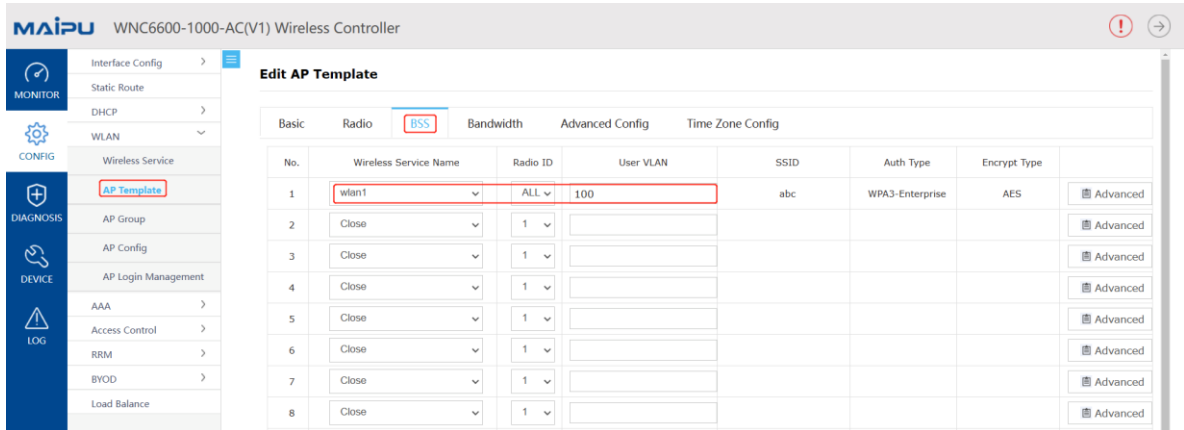 MAIPU WNC6600-1000-AC(V1) Wireless Controller
MONITOR
CONFIG
DIAGNOSIS
DEVICE
LOG
Interface Config
Static Route
DHCP
WLAN
Wireless Service
AP Template
AP Group
AP Config
AP Login Management
AAA
Access Control
RRM
BYOD
Load Balance
Edit AP Template
Basic Radio BSS Bandwidth Advanced Config Time Zone Config
No. Wireless Service Name Radio ID User VLAN SSID Auth Type Encrypt Type
1 wlan1 ALL 100 abc WPA3-Enterprise AES Advanced
2 Close 1 Advanced
3 Close 1 Advanced
4 Close 1 Advanced
5 Close 1 Advanced
6 Close 1 Advanced
7 Close 1 Advanced
8 Close 1 Advanced